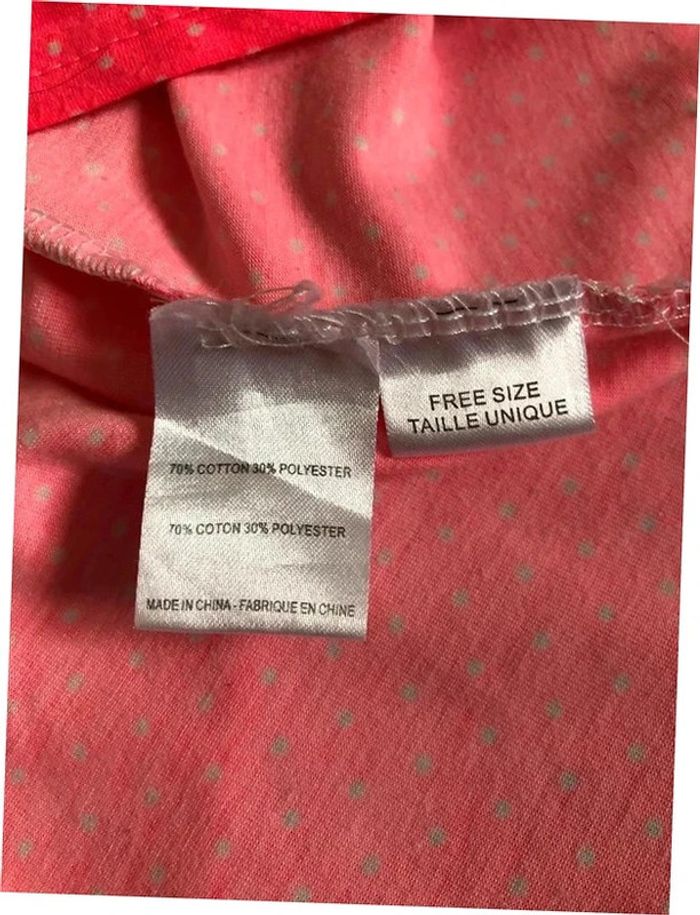 70% COTTON 30% POLYESTER
70% COTON 30% POLYESTER
MADE IN CHINA - FABRIQUE EN CHINE
FREE SIZE
TAILLE UNIQUE